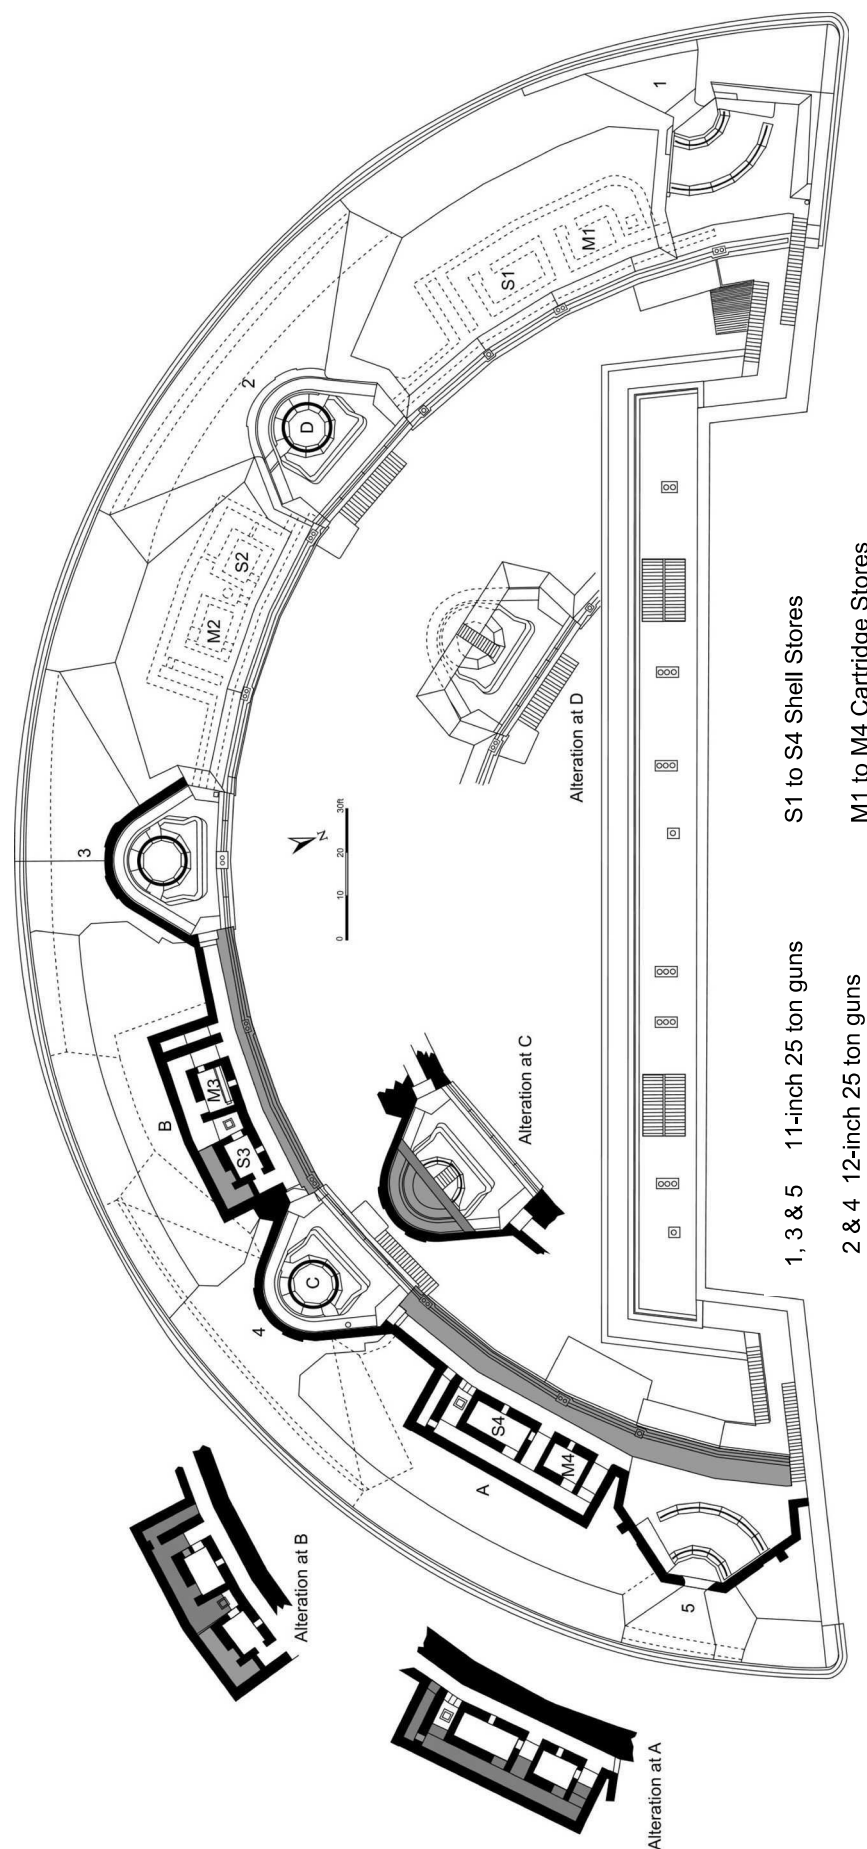 1
M1
S1
2
D
S2
M2
Alteration at D
3
30ft
20
10
0
N
B
M3
S3
Alteration at C
4
C
S4
A
M4
5
Alteration at B
Alteration at A
1, 3 & 5 11-inch 25 ton guns
2 & 4 12-inch 25 ton guns
S1 to S4 Shell Stores
M1 to M4 Cartridge Stores